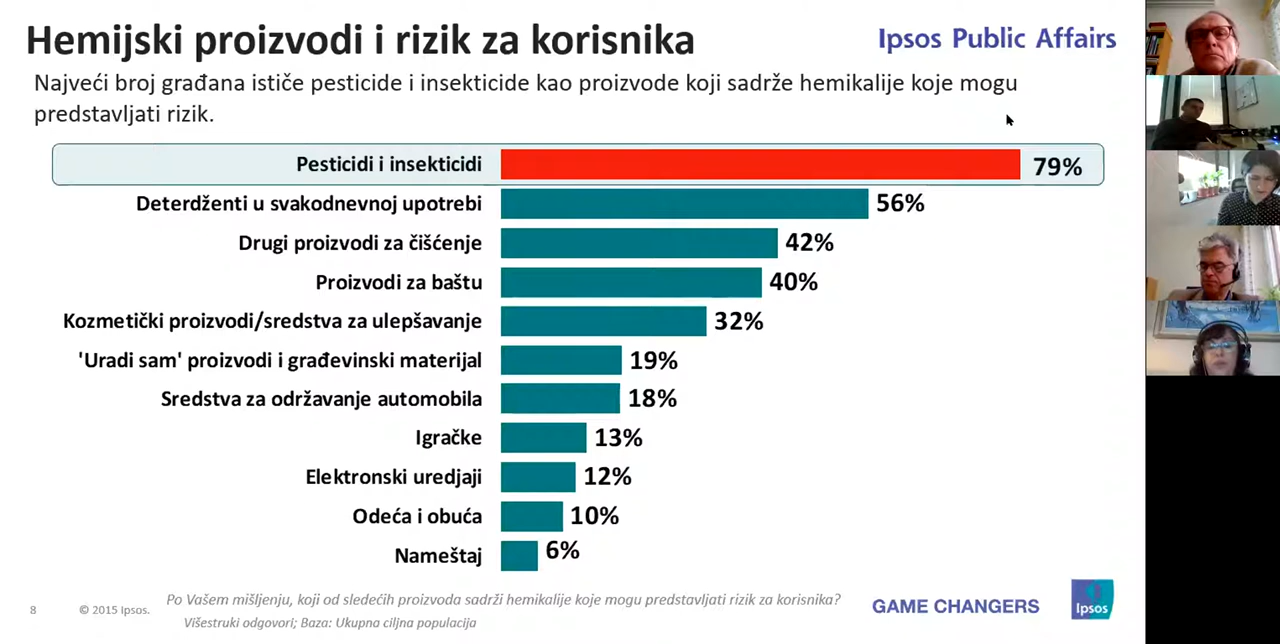 Hemijski proizvodi i rizik za korisnika
Ipsos Public Affairs
Najveći broj građana ističe pesticide i insekticide kao proizvode koji sadrže hemikalije koje mogu
predstavljati rizik.
Pesticidi i insekticidi 79%
Deterdženti u svakodnevnoj upotrebi 56%
Drugi proizvodi za čišćenje 42%
Proizvodi za baštu 40%
Kozmetički proizvodi/sredstva za ulepšavanje 32%
'Uradi sam' proizvodi i građevinski materijal 19%
Sredstva za održavanje automobila 18%
Igračke 13%
Elektronski uredjaji 12%
Odeća i obuća 10%
Nameštaj 6%
8 © 2015 Ipsos. Po Vašem mišljenju, koji od sledećih proizvoda sadrži hemikalije koje mogu predstavljati rizik za korisnika?
Višestruki odgovori; Baza: Ukupna ciljna populacija
GAME CHANGERS
Ipsos